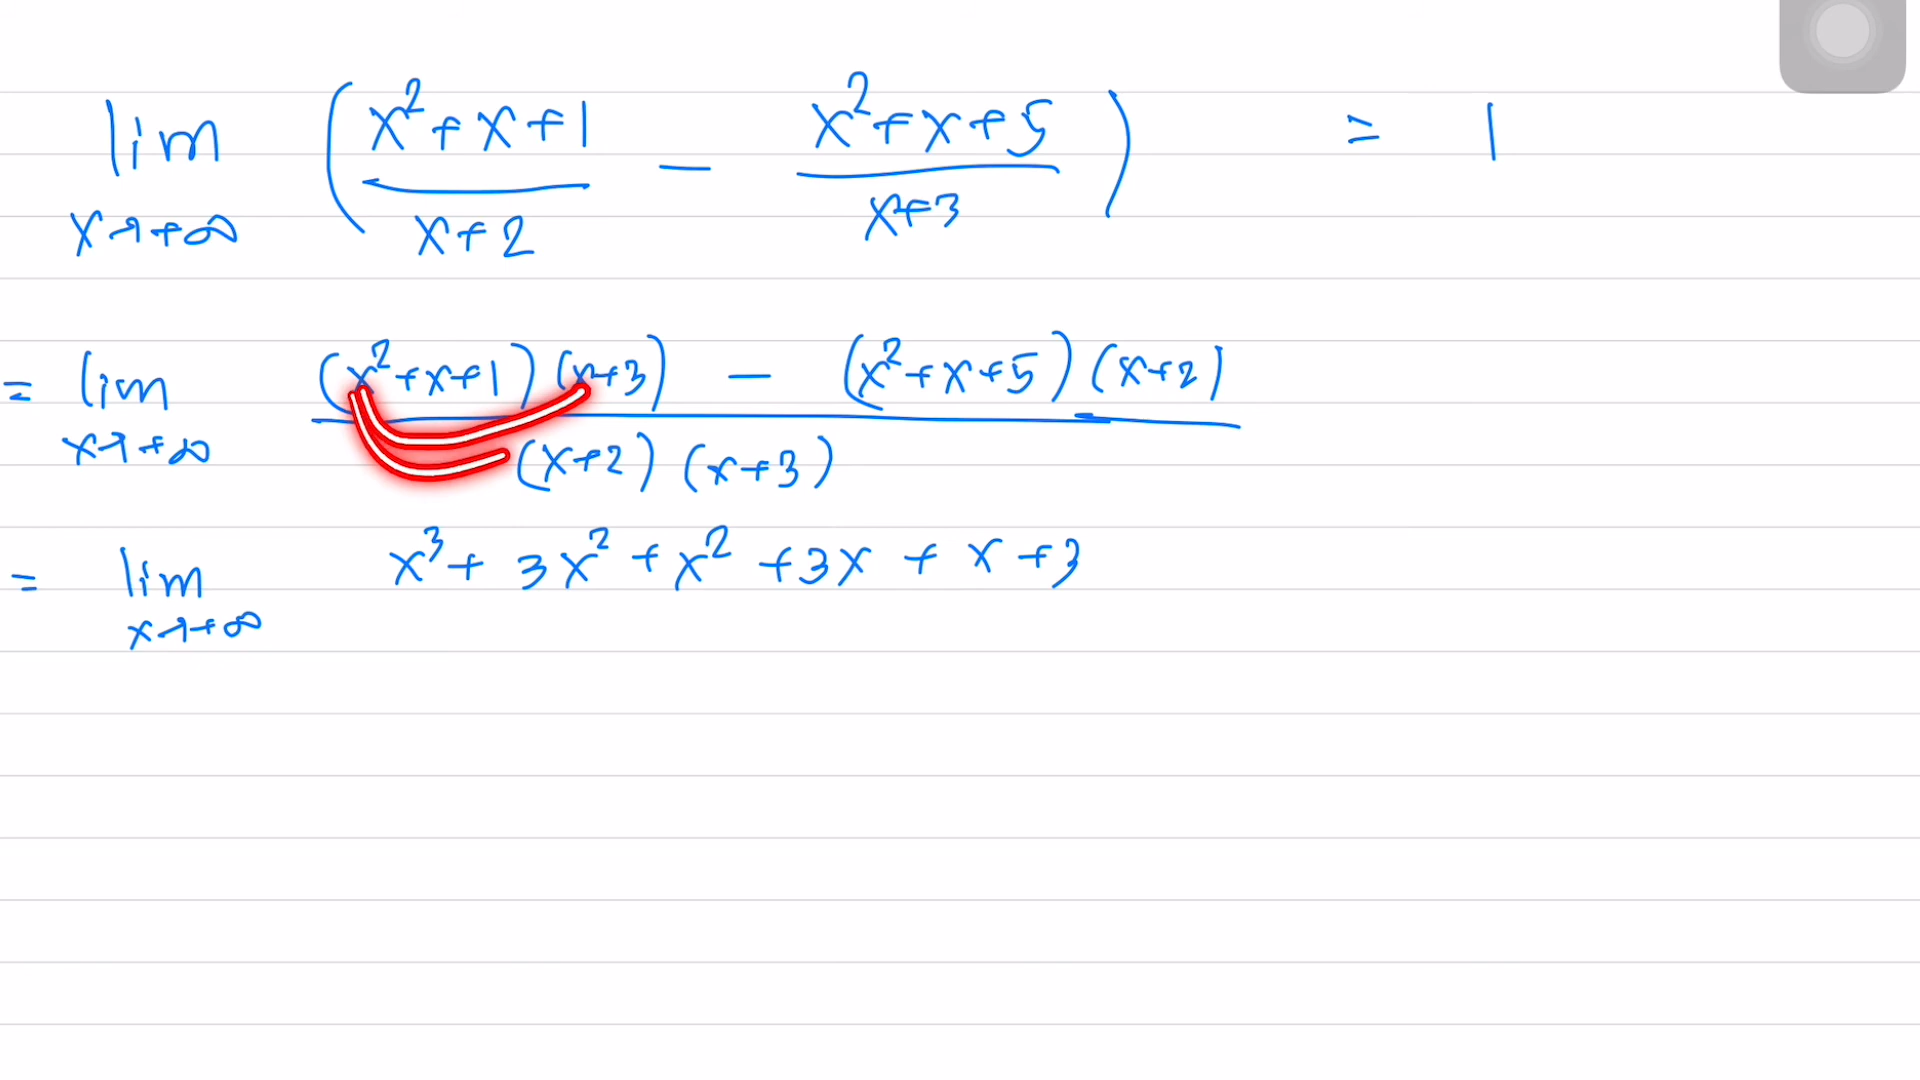 lim x→+∞ ( (x²+x+1)/(x+2) − (x²+x+5)/(x+3) ) = 1
= lim x→+∞ ((x²+x+1)(x+3) − (x²+x+5)(x+2))/((x+2)(x+3))
= lim x→+∞ x³ + 3x² + x² + 3x + x + 3